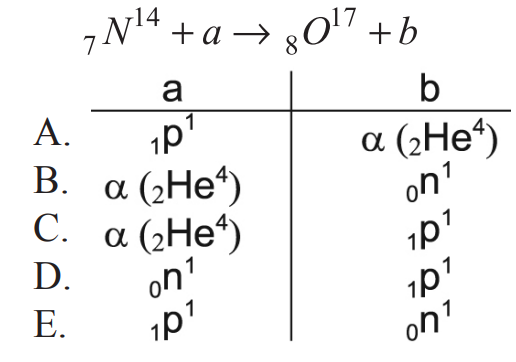 ₇N¹⁴ + a → ₈O¹⁷ + b
a b
A. ₁p¹ α (₂He⁴)
B. α (₂He⁴) ₀n¹
C. α (₂He⁴) ₁p¹
D. ₀n¹ ₁p¹
E. ₁p¹ ₀n¹